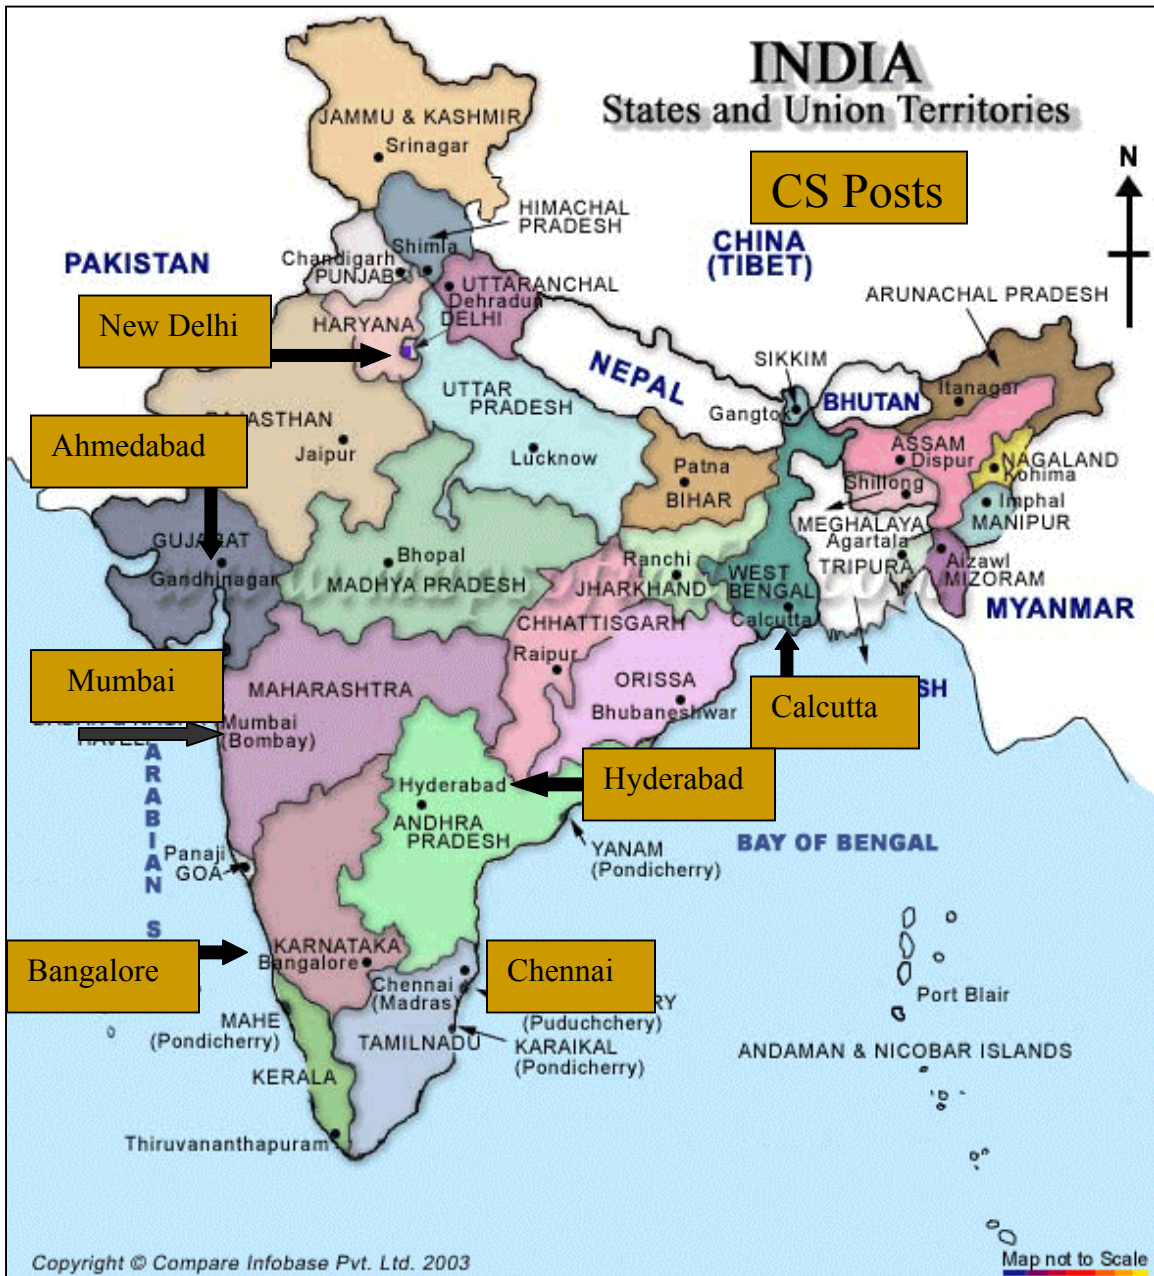 INDIA
States and Union Territories
CS Posts
N
JAMMU & KASHMIR
Srinagar
HIMACHAL
PRADESH
CHINA
(TIBET)
PAKISTAN
Shimla
Chandigarh
PUNJAB
UTTARANCHAL
Dehradun
ARUNACHAL PRADESH
New Delhi
HARYANA
DELHI
NEPAL
SIKKIM
Gangtok
BHUTAN
Itanagar
UTTAR
PRADESH
Ahmedabad
Jaipur
Lucknow
Patna
BIHAR
ASSAM
Dispur
NAGALAND
Kohima
Shillong
Imphal
MANIPUR
MEGHALAYA
Agartala
TRIPURA
Aizawl
MIZORAM
MYANMAR
GUJARAT
Gandhinagar
Bhopal
MADHYA PRADESH
Ranchi
JHARKHAND
WEST
BENGAL
Calcutta
CHHATTISGARH
Raipur
ORISSA
Bhubaneshwar
Mumbai
MAHARASHTRA
Mumbai
(Bombay)
Calcutta
ARABIAN S
Hyderabad
Hyderabad
ANDHRA
PRADESH
YANAM
(Pondicherry)
BAY OF BENGAL
Panaji
GOA
Bangalore
KARNATAKA
Bangalore
Chennai
Chennai
(Madras)
(Puduchchery)
MAHE
(Pondicherry)
TAMILNADU
KARAIKAL
(Pondicherry)
KERALA
Thiruvananthapuram
Port Blair
ANDAMAN & NICOBAR ISLANDS
Copyright © Compare Infobase Pvt. Ltd. 2003
Map not to Scale